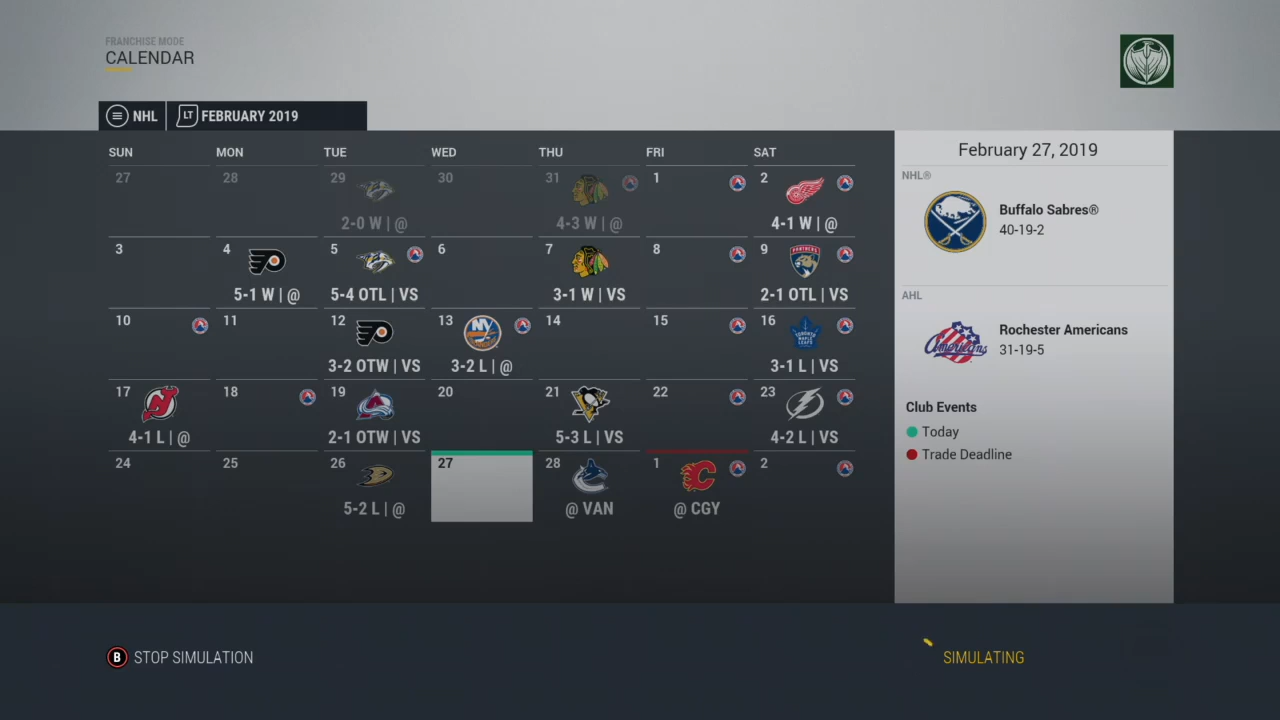 FRANCHISE MODE
CALENDAR
NHL LT FEBRUARY 2019
SUN MON TUE WED THU FRI SAT
27 28 29 30 31 1 2
2-0 W | @ 4-3 W | @ 4-1 W | @
3 4 5 6 7 8 9
PANTHERS
5-1 W | @ 5-4 OTL | VS 3-1 W | VS 2-1 OTL | VS
10 11 12 13 14 15 16
NY
TORONTO MAPLE LEAFS
3-2 OTW | VS 3-2 L | @ 3-1 L | VS
17 18 19 20 21 22 23
4-1 L | @ 2-1 OTW | VS 5-3 L | VS 4-2 L | VS
24 25 26 27 28 1 2
5-2 L | @ @ VAN @ CGY
February 27, 2019
NHL®
Buffalo Sabres®
40-19-2
AHL
Americans
Rochester Americans
31-19-5
Club Events
Today
Trade Deadline
B STOP SIMULATION
SIMULATING